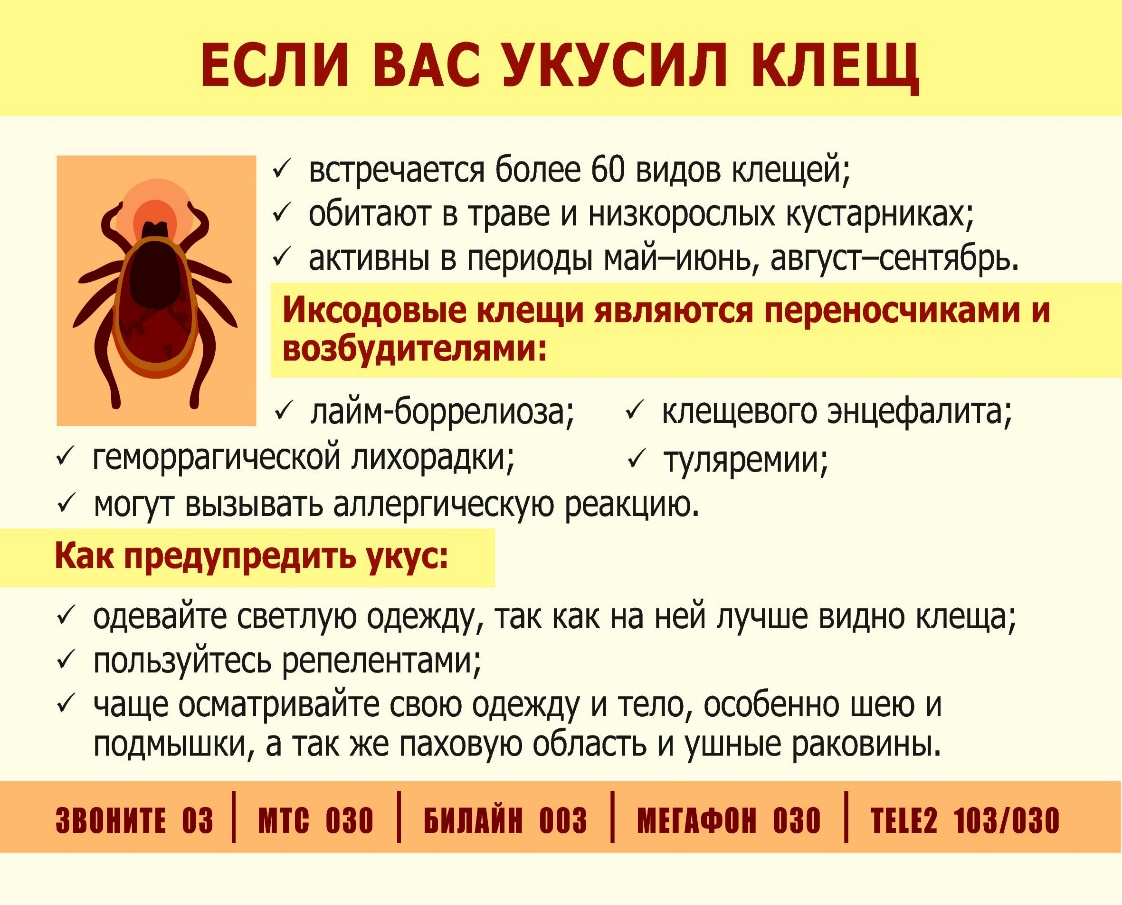 ЕСЛИ ВАС УКУСИЛ КЛЕЩ
✓ встречается более 60 видов клещей;
✓ обитают в траве и низкорослых кустарниках;
✓ активны в периоды май–июнь, август–сентябрь.
Иксодовые клещи являются переносчиками и
возбудителями:
✓ лайм-боррелиоза; ✓ клещевого энцефалита;
✓ геморрагической лихорадки; ✓ туляремии;
✓ могут вызывать аллергическую реакцию.
Как предупредить укус:
✓ одевайте светлую одежду, так как на ней лучше видно клеща;
✓ пользуйтесь репелентами;
✓ чаще осматривайте свою одежду и тело, особенно шею и
подмышки, а так же паховую область и ушные раковины.
ЗВОНИТЕ 03 | МТС 030 | БИЛАЙН 003 | МЕГАФОН 030 | TELE2 103/030